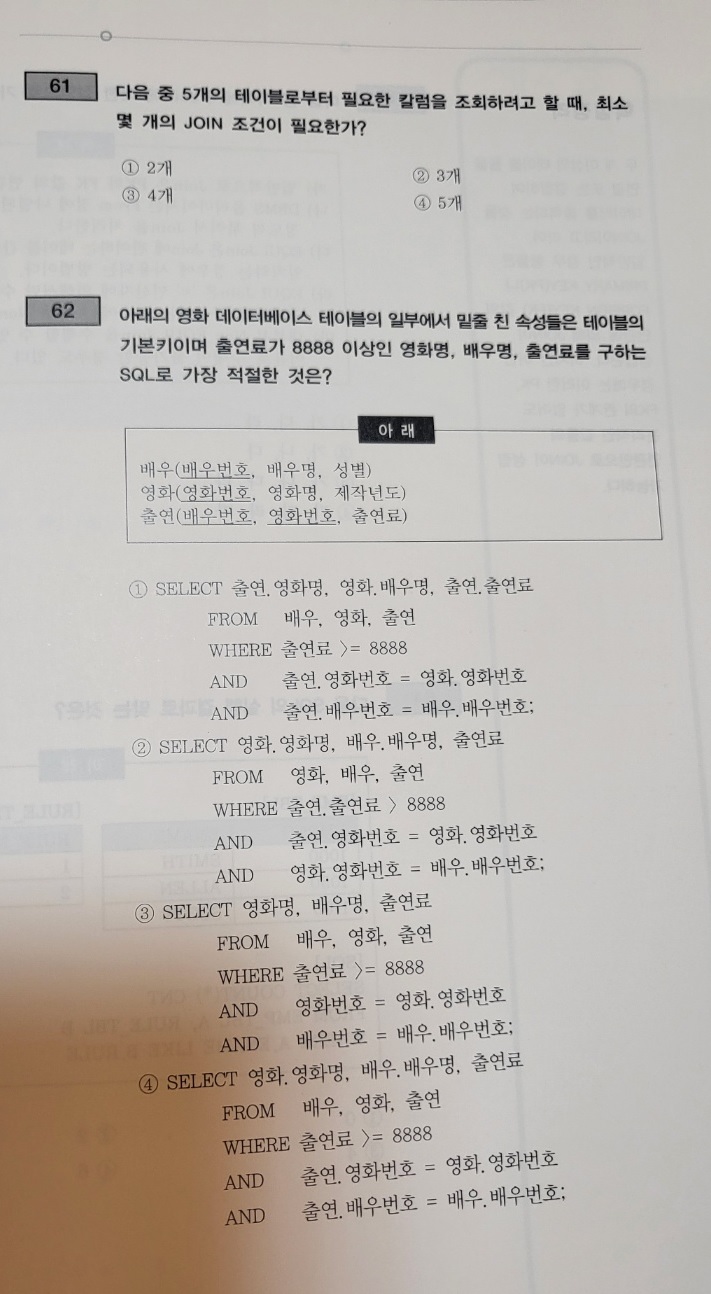 61
다음 중 5개의 테이블로부터 필요한 칼럼을 조회하려고 할 때, 최소
몇 개의 JOIN 조건이 필요한가?
① 2개
② 3개
③ 4개
④ 5개
62
아래의 영화 데이터베이스 테이블의 일부에서 밑줄 친 속성들은 테이블의
기본키이며 출연료가 8888 이상인 영화명, 배우명, 출연료를 구하는
SQL로 가장 적절한 것은?
아 래
배우(배우번호, 배우명, 성별)
영화(영화번호, 영화명, 제작년도)
출연(배우번호, 영화번호, 출연료)
① SELECT 출연.영화명, 영화.배우명, 출연.출연료
FROM 배우, 영화, 출연
WHERE 출연료 >= 8888
AND 출연.영화번호 = 영화.영화번호
AND 출연.배우번호 = 배우.배우번호;
② SELECT 영화.영화명, 배우.배우명, 출연료
FROM 영화, 배우, 출연
WHERE 출연.출연료 > 8888
AND 출연.영화번호 = 영화.영화번호
AND 영화.영화번호 = 배우.배우번호;
③ SELECT 영화명, 배우명, 출연료
FROM 배우, 영화, 출연
WHERE 출연료 >= 8888
AND 영화번호 = 영화.영화번호
AND 배우번호 = 배우.배우번호;
④ SELECT 영화.영화명, 배우.배우명, 출연료
FROM 배우, 영화, 출연
WHERE 출연료 >= 8888
AND 출연.영화번호 = 영화.영화번호
AND 출연.배우번호 = 배우.배우번호;